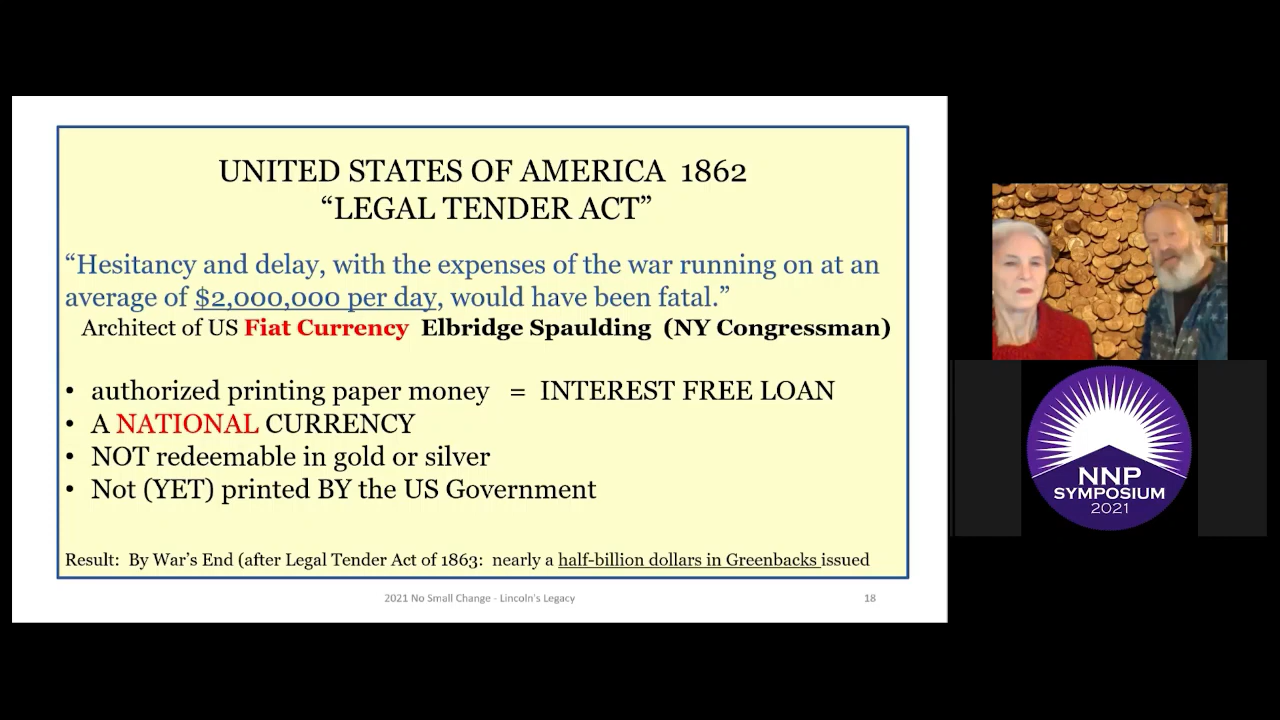 UNITED STATES OF AMERICA 1862
“LEGAL TENDER ACT”
“Hesitancy and delay, with the expenses of the war running on at an
average of $2,000,000 per day, would have been fatal.”
Architect of US Fiat Currency Elbridge Spaulding (NY Congressman)
• authorized printing paper money = INTEREST FREE LOAN
• A NATIONAL CURRENCY
• NOT redeemable in gold or silver
• Not (YET) printed BY the US Government
Result: By War’s End (after Legal Tender Act of 1863: nearly a half-billion dollars in Greenbacks issued
2021 No Small Change - Lincoln's Legacy 18
NNP
SYMPOSIUM
2021